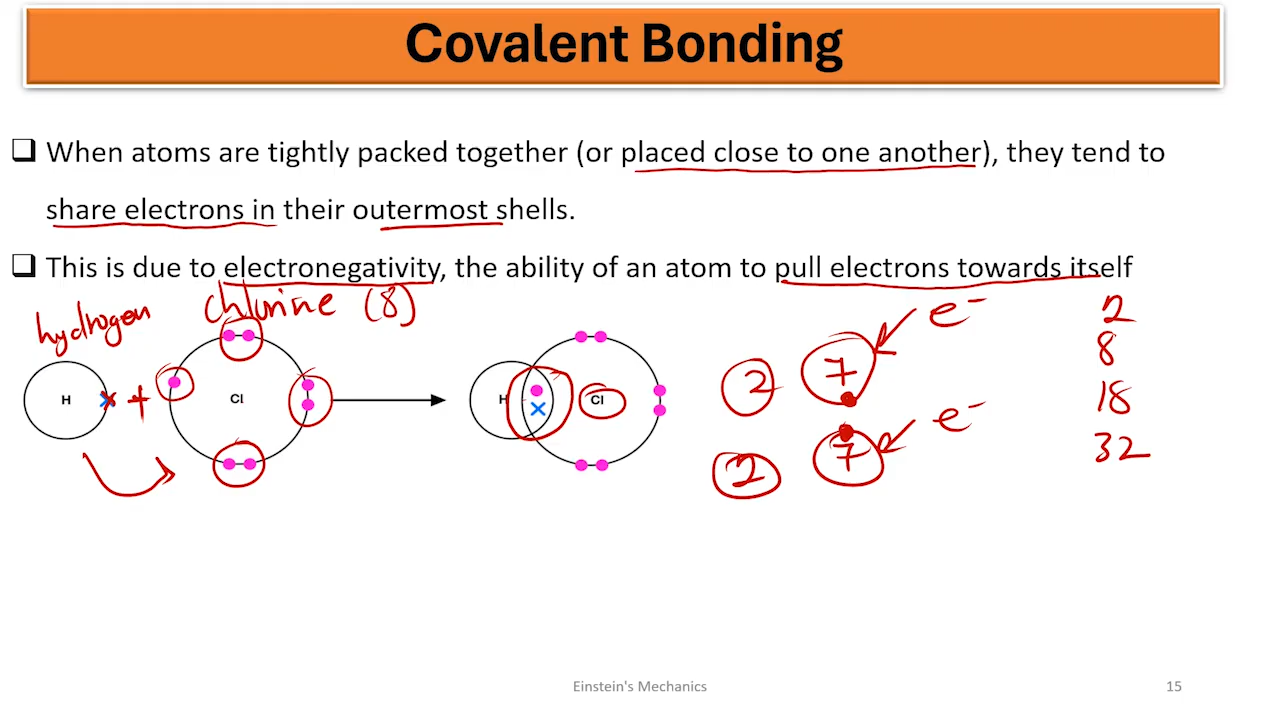 Covalent Bonding
❑ When atoms are tightly packed together (or placed close to one another), they tend to
share electrons in their outermost shells.
❑ This is due to electronegativity, the ability of an atom to pull electrons towards itself
hydrogen
chlorine (8)
H
x +
Cl
H
x
Cl
2
7
e⁻
2
7
e⁻
2
8
18
32
Einstein's Mechanics
15